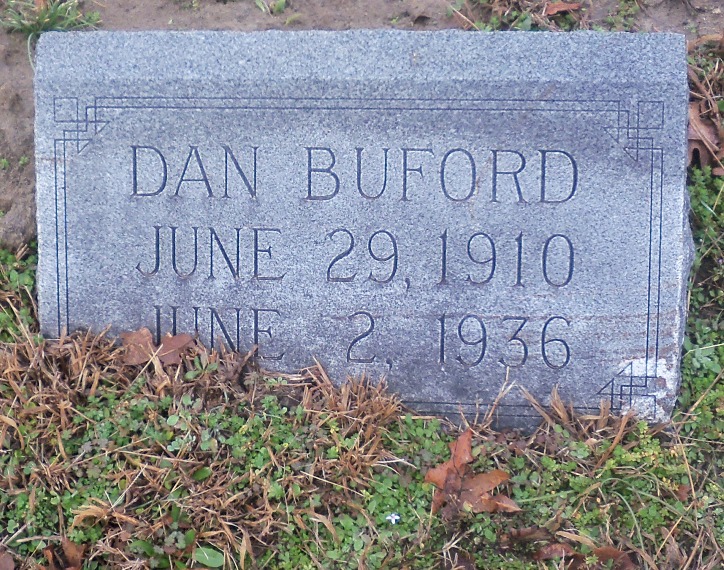 DAN BUFORD
JUNE 29, 1910
JUNE 2, 1936